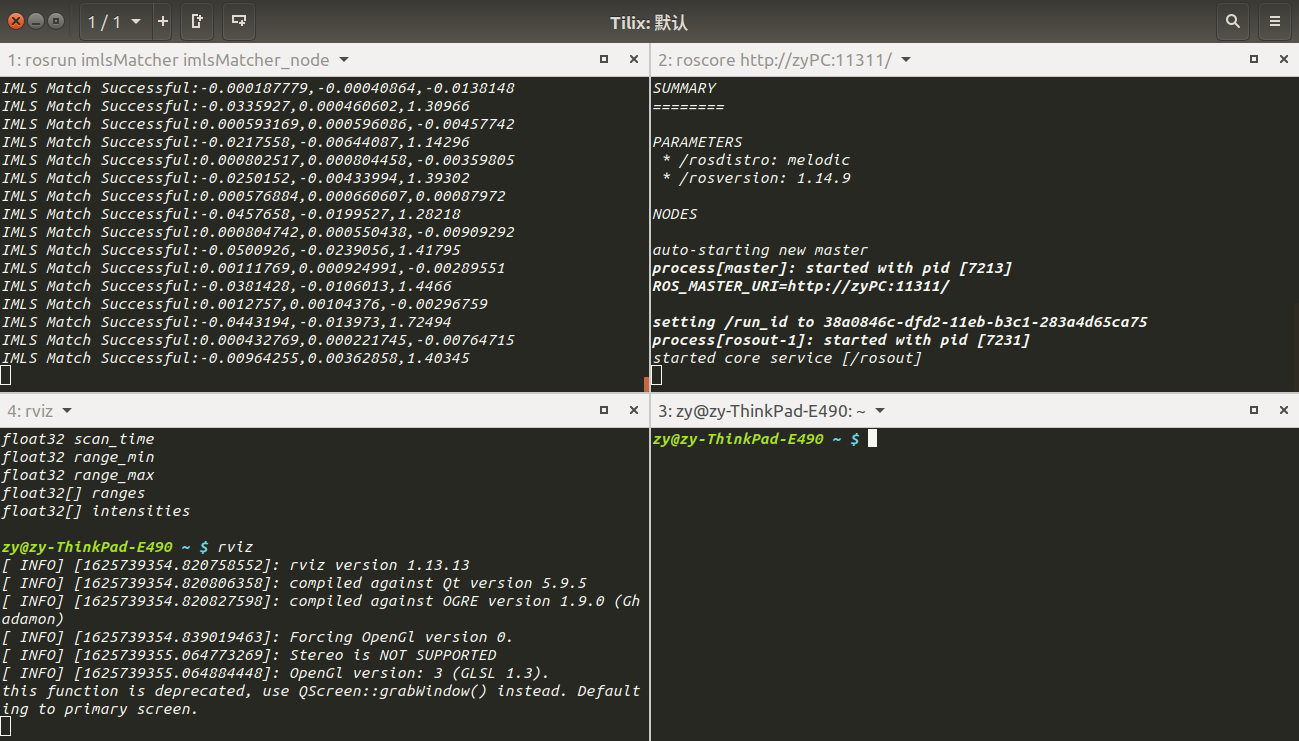 1 / 1
Tilix: 默认
1: rosrun imlsMatcher imlsMatcher_node
IMLS Match Successful:-0.000187779,-0.00040864,-0.0138148
IMLS Match Successful:-0.0335927,0.000460602,1.30966
IMLS Match Successful:0.000593169,0.000596086,-0.00457742
IMLS Match Successful:-0.0217558,-0.00644087,1.14296
IMLS Match Successful:0.000802517,0.000804458,-0.00359805
IMLS Match Successful:-0.0250152,-0.00433994,1.39302
IMLS Match Successful:0.000576884,0.000660607,0.00087972
IMLS Match Successful:-0.0457658,-0.0199527,1.28218
IMLS Match Successful:0.000804742,0.000550438,-0.00909292
IMLS Match Successful:-0.0500926,-0.0239056,1.41795
IMLS Match Successful:0.00111769,0.000924991,-0.00289551
IMLS Match Successful:-0.0381428,-0.0106013,1.4466
IMLS Match Successful:0.0012757,0.00104376,-0.00296759
IMLS Match Successful:-0.0443194,-0.013973,1.72494
IMLS Match Successful:0.000432769,0.000221745,-0.00764715
IMLS Match Successful:-0.00964255,0.00362858,1.40345
2: roscore http://zyPC:11311/
SUMMARY
========
PARAMETERS
* /rosdistro: melodic
* /rosversion: 1.14.9
NODES
auto-starting new master
process[master]: started with pid [7213]
ROS_MASTER_URI=http://zyPC:11311/
setting /run_id to 38a0846c-dfd2-11eb-b3c1-283a4d65ca75
process[rosout-1]: started with pid [7231]
started core service [/rosout]
4: rviz
float32 scan_time
float32 range_min
float32 range_max
float32[] ranges
float32[] intensities
zy@zy-ThinkPad-E490 ~ $ rviz
[ INFO] [1625739354.820758552]: rviz version 1.13.13
[ INFO] [1625739354.820806358]: compiled against Qt version 5.9.5
[ INFO] [1625739354.820827598]: compiled against OGRE version 1.9.0 (Gh
adamon)
[ INFO] [1625739354.839019463]: Forcing OpenGl version 0.
[ INFO] [1625739355.064773269]: Stereo is NOT SUPPORTED
[ INFO] [1625739355.064884448]: OpenGl version: 3 (GLSL 1.3).
this function is deprecated, use QScreen::grabWindow() instead. Default
ing to primary screen.
3: zy@zy-ThinkPad-E490: ~
zy@zy-ThinkPad-E490 ~ $